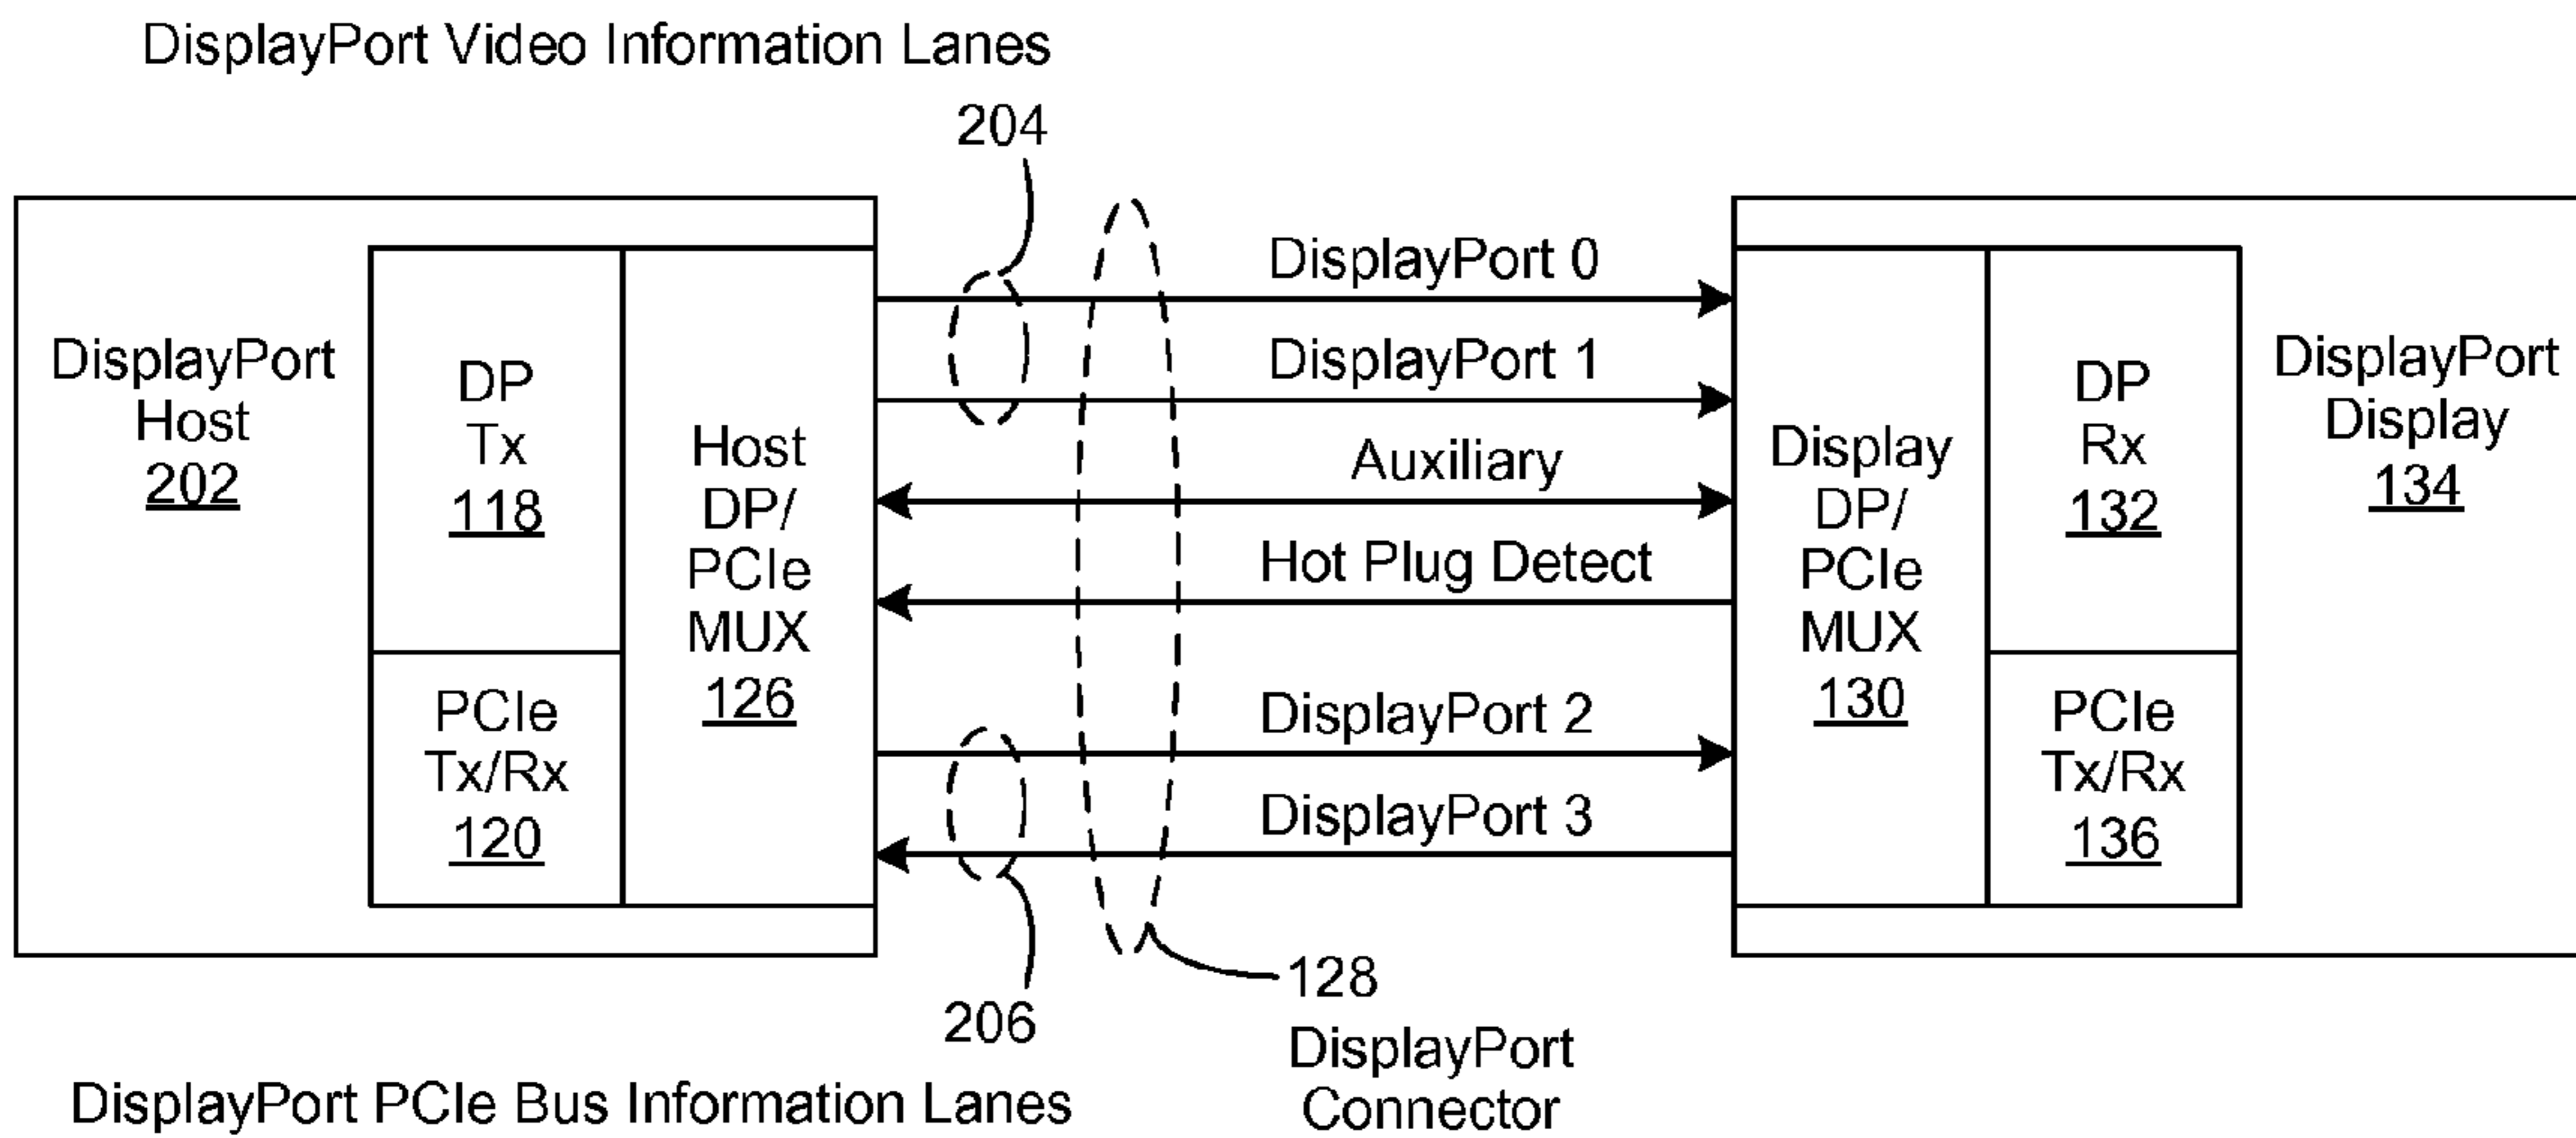 DisplayPort Video Information Lanes
204
DisplayPort
Host
202
DP
Tx
118
PCIe
Tx/Rx
120
Host
DP/
PCIe
MUX
126
DisplayPort 0
DisplayPort 1
Auxiliary
Hot Plug Detect
DisplayPort 2
DisplayPort 3
Display
DP/
PCIe
MUX
130
DP
Rx
132
PCIe
Tx/Rx
136
DisplayPort
Display
134
206
128
DisplayPort
Connector
DisplayPort PCIe Bus Information Lanes